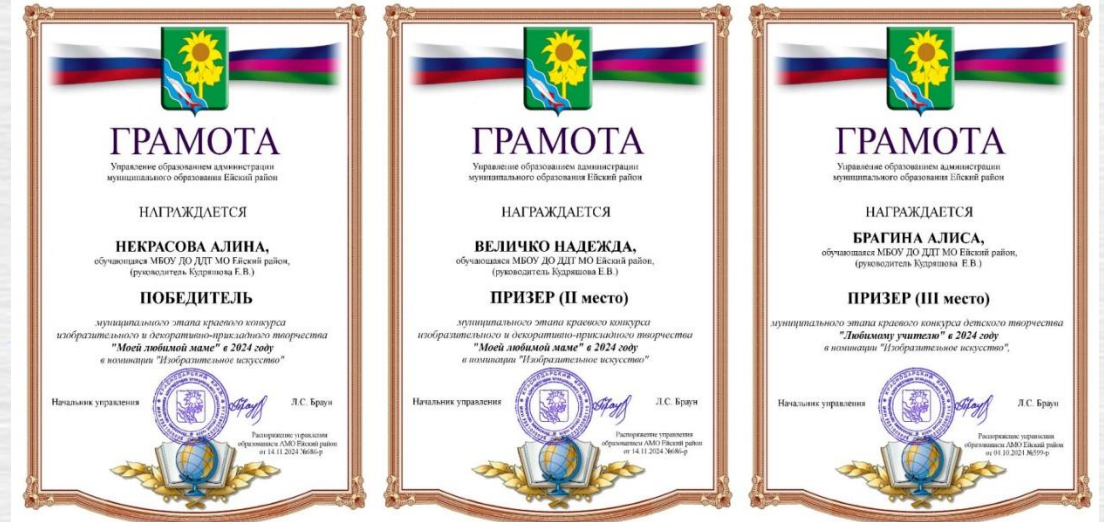 ГРАМОТА
Управление образованием администрации
муниципального образования Ейский район
НАГРАЖДАЕТСЯ
НЕКРАСОВА АЛИНА,
обучающаяся МБОУ ДО ДДТ МО Ейский район,
(руководитель Кудряшова Е.В.)
ПОБЕДИТЕЛЬ
муниципального этапа краевого конкурса
изобразительного и декоративно-прикладного творчества
"Моей любимой маме" в 2024 году
в номинации "Изобразительное искусство"
Начальник управления
Л.С. Браун
Распоряжение управления
образованием АМО Ейский район
от 14.11.2024 №686-р
ГРАМОТА
Управление образованием администрации
муниципального образования Ейский район
НАГРАЖДАЕТСЯ
ВЕЛИЧКО НАДЕЖДА,
обучающаяся МБОУ ДО ДДТ МО Ейский район,
(руководитель Кудряшова Е.В.)
ПРИЗЕР (II место)
муниципального этапа краевого конкурса
изобразительного и декоративно-прикладного творчества
"Моей любимой маме" в 2024 году
в номинации "Изобразительное искусство"
Начальник управления
Л.С. Браун
Распоряжение управления
образованием АМО Ейский район
от 14.11.2024 №686-р
ГРАМОТА
Управление образованием администрации
муниципального образования Ейский район
НАГРАЖДАЕТСЯ
БРАГИНА АЛИСА,
обучающаяся МБОУ ДО ДДТ МО Ейский район,
(руководитель Кудряшова Е.В.)
ПРИЗЕР (III место)
муниципального этапа краевого конкурса детского творчества
"Любимому учителю" в 2024 году
в номинации "Изобразительное искусство",
Начальник управления
Л.С. Браун
Распоряжение управления
образованием АМО Ейский район
от 04.10.2024 №599-р